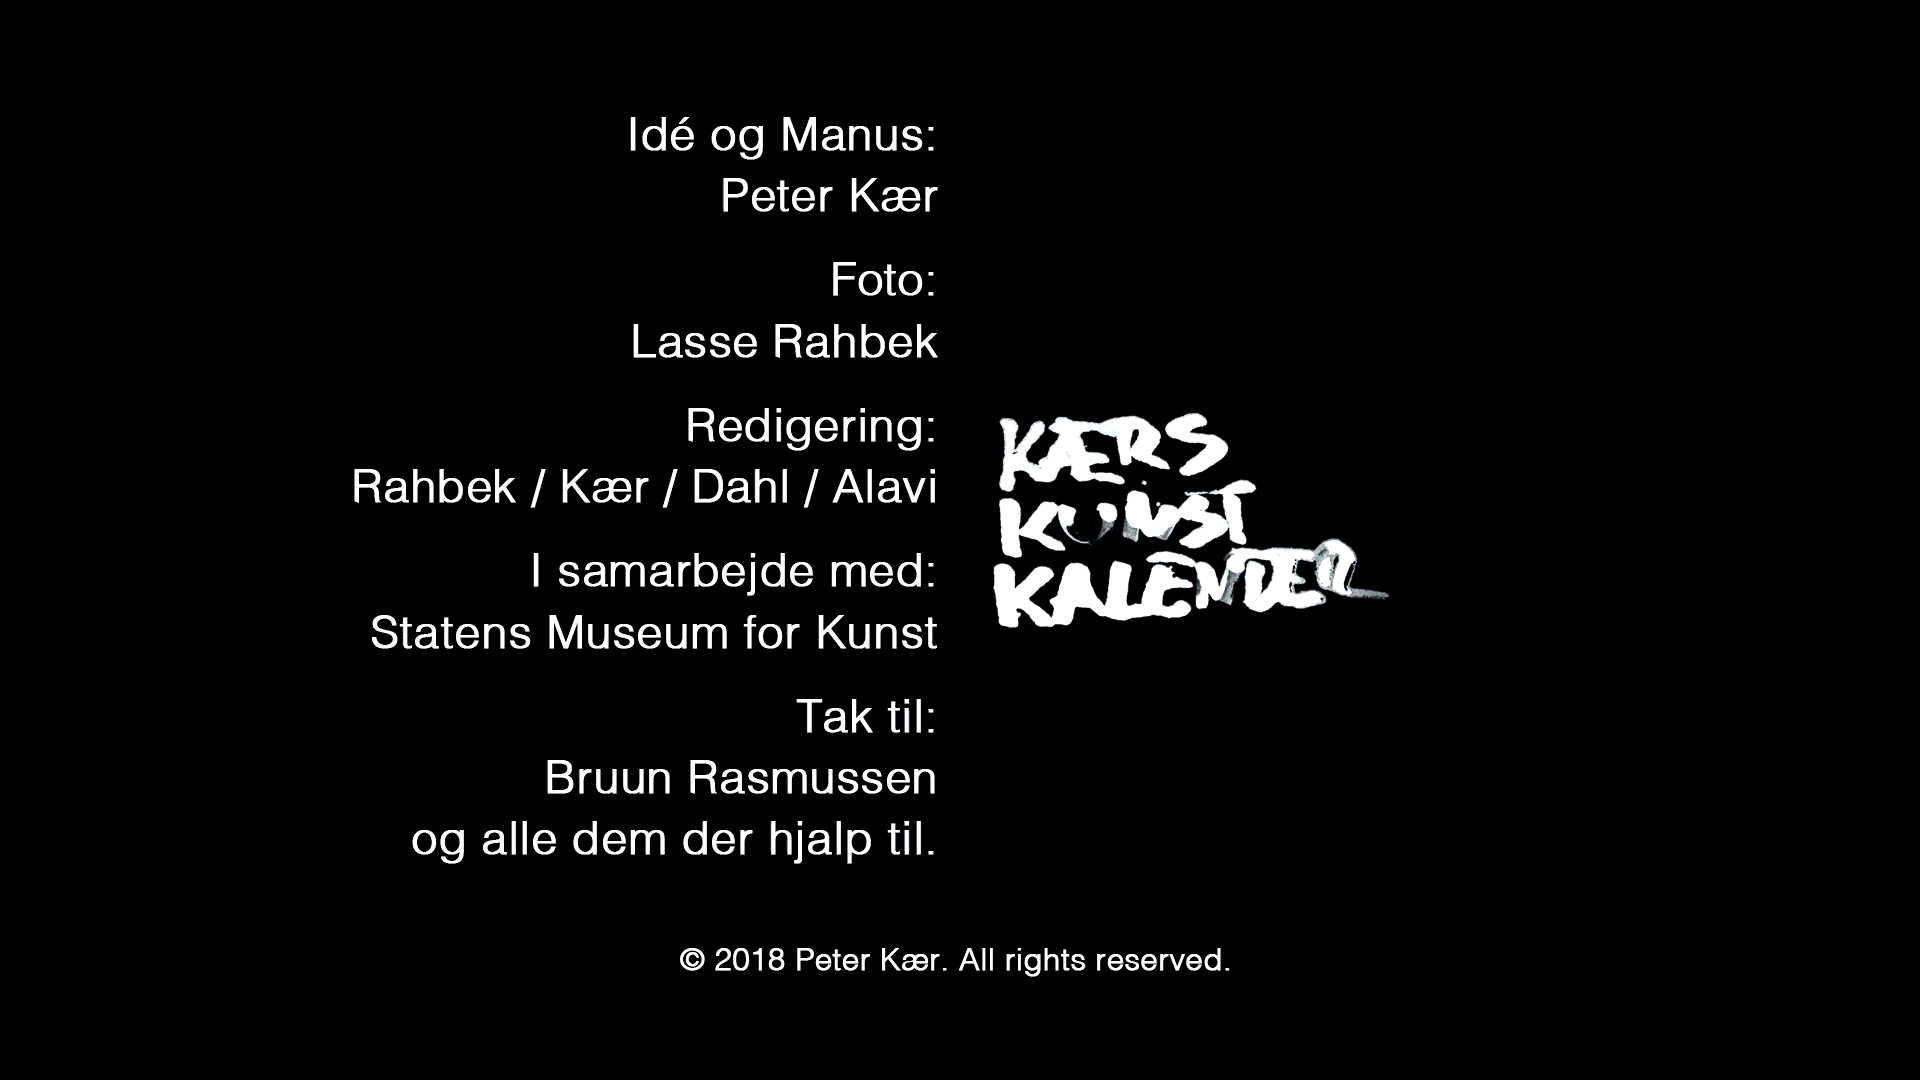 Idé og Manus:
Peter Kær
Foto:
Lasse Rahbek
Redigering:
Rahbek / Kær / Dahl / Alavi
I samarbejde med:
Statens Museum for Kunst
Tak til:
Bruun Rasmussen
og alle dem der hjalp til.
KÆRS
KUNST
KALENDER
© 2018 Peter Kær. All rights reserved.